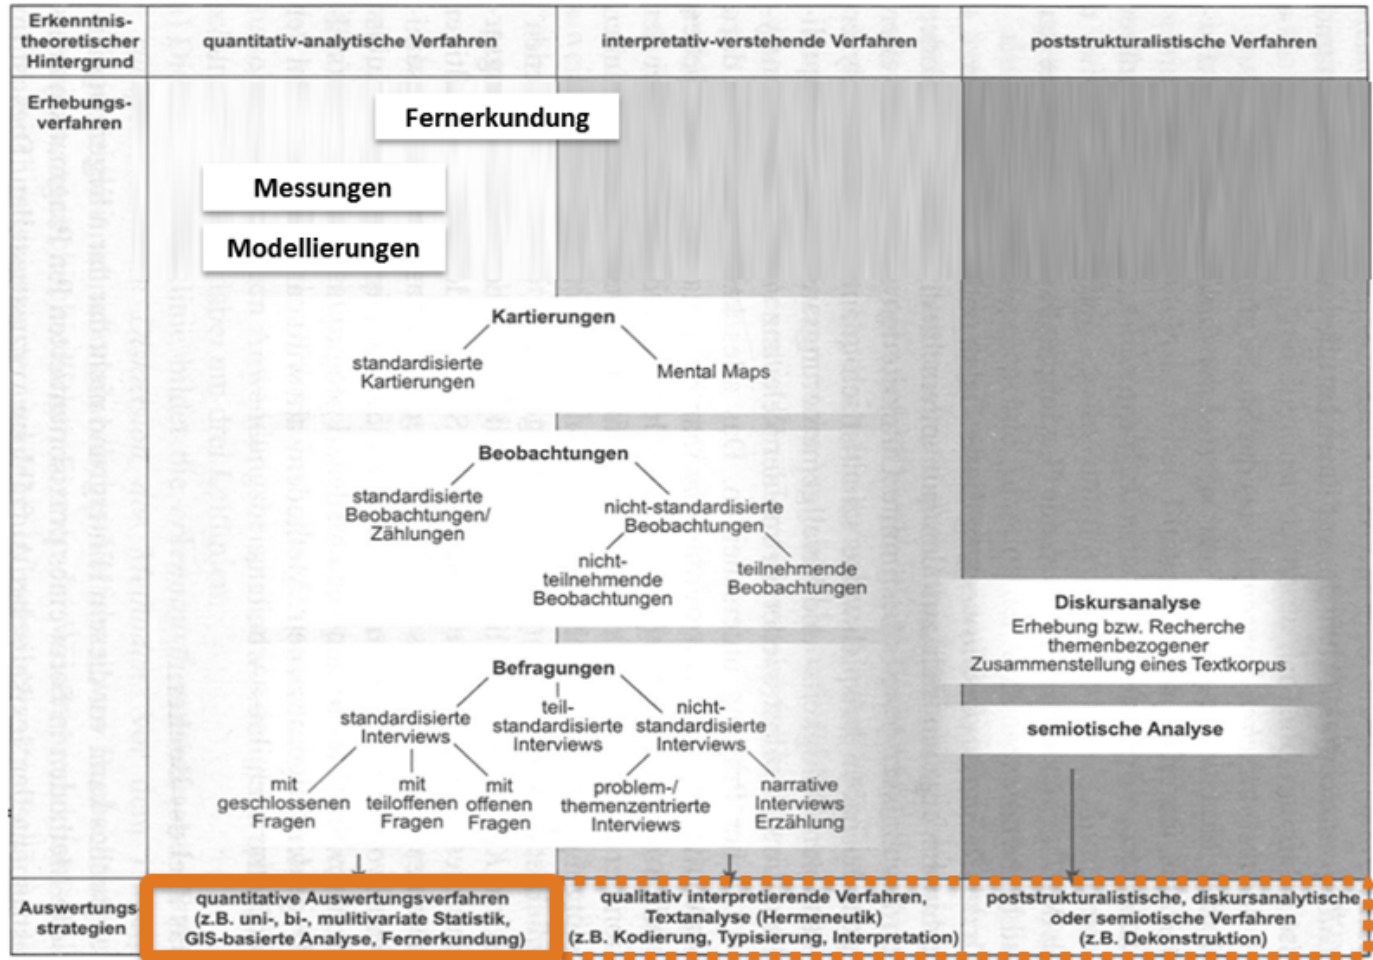 Erkenntnis-
theoretischer
Hintergrund
quantitativ-analytische Verfahren
interpretativ-verstehende Verfahren
poststrukturalistische Verfahren
Erhebungs-
verfahren
Fernerkundung
Messungen
Modellierungen
Kartierungen
standardisierte
Kartierungen
Mental Maps
Beobachtungen
standardisierte
Beobachtungen/
Zählungen
nicht-standardisierte
Beobachtungen
nicht-
teilnehmende
Beobachtungen
teilnehmende
Beobachtungen
Diskursanalyse
Erhebung bzw. Recherche
themenbezogener
Zusammenstellung eines Textkorpus
semiotische Analyse
Befragungen
standardisierte
Interviews
teil-
standardisierte
Interviews
nicht-
standardisierte
Interviews
mit
geschlossenen
Fragen
mit
teiloffenen
Fragen
mit
offenen
Fragen
problem-/
themenzentrierte
Interviews
narrative
Interviews
Erzählung
Auswertungs-
strategien
quantitative Auswertungsverfahren
(z.B. uni-, bi-, mulitivariate Statistik,
GIS-basierte Analyse, Fernerkundung)
qualitativ interpretierende Verfahren,
Textanalyse (Hermeneutik)
(z.B. Kodierung, Typisierung, Interpretation)
poststrukturalistische, diskursanalytische
oder semiotische Verfahren
(z.B. Dekonstruktion)